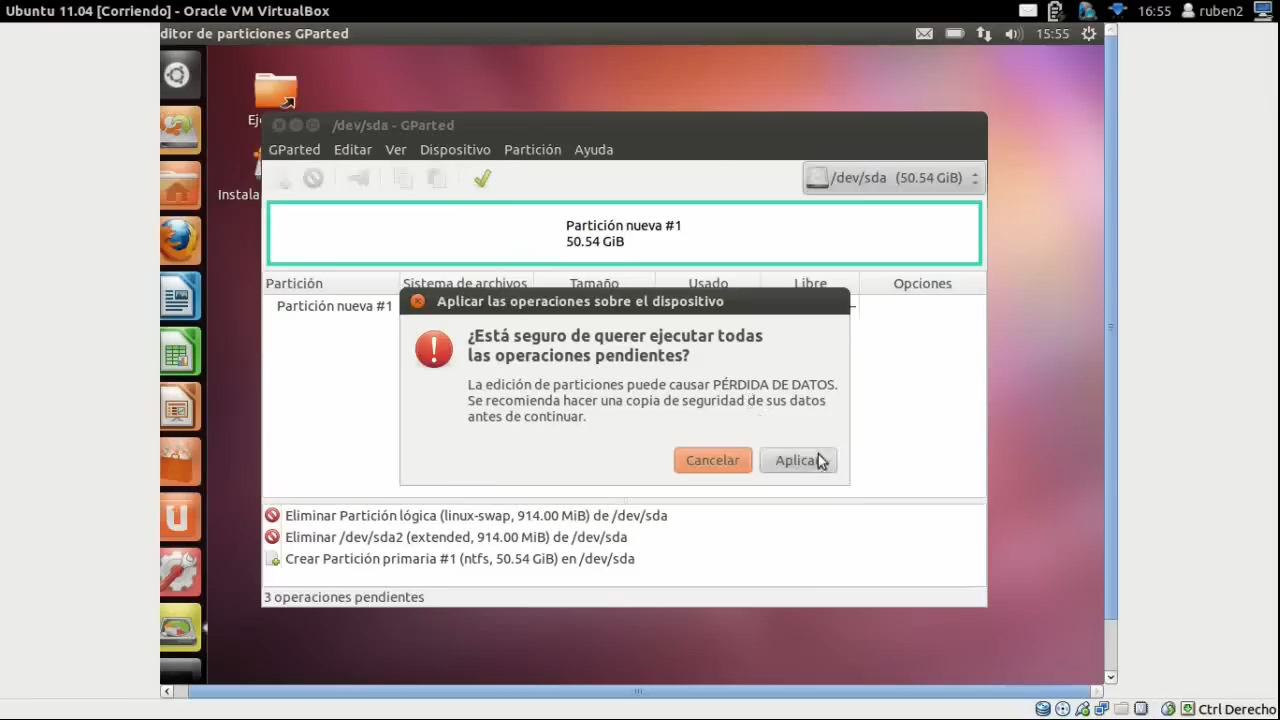 Ubuntu 11.04 [Corriendo] - Oracle VM VirtualBox
16:55 ruben2
ditor de particiones GParted
15:55
Eje
/dev/sda - GParted
GParted Editar Ver Dispositivo Partición Ayuda
/dev/sda (50.54 GiB)
Instala
Partición nueva #1
50.54 GiB
Partición Sistema de archivos Tamaño Usado Libre Opciones
Partición nueva #1
Aplicar las operaciones sobre el dispositivo
¿Está seguro de querer ejecutar todas
las operaciones pendientes?
La edición de particiones puede causar PÉRDIDA DE DATOS.
Se recomienda hacer una copia de seguridad de sus datos
antes de continuar.
Cancelar Aplicar
Eliminar Partición lógica (linux-swap, 914.00 MiB) de /dev/sda
Eliminar /dev/sda2 (extended, 914.00 MiB) de /dev/sda
Crear Partición primaria #1 (ntfs, 50.54 GiB) en /dev/sda
3 operaciones pendientes
Ctrl Derecho